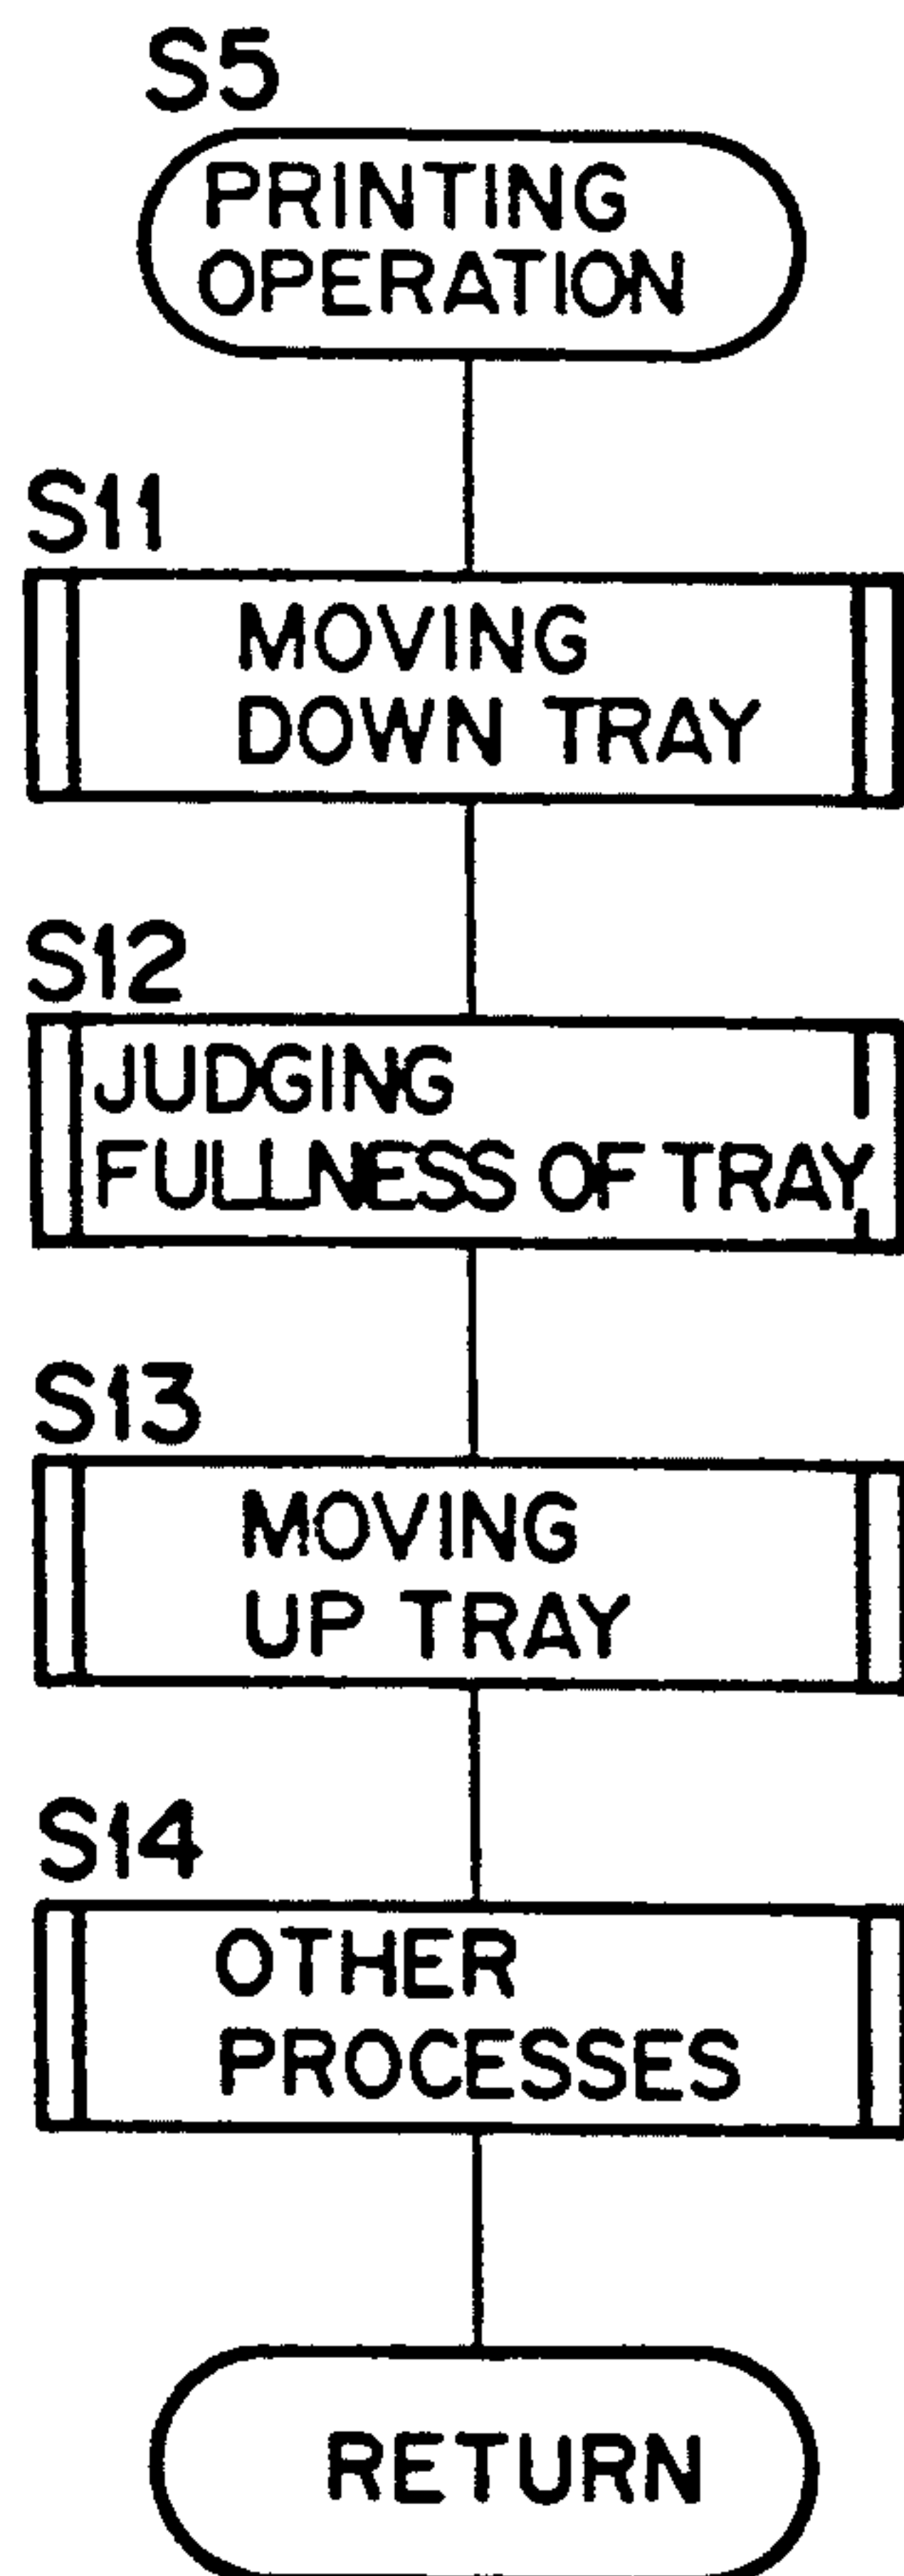 S5
PRINTING
OPERATION
S11
MOVING
DOWN TRAY
S12
JUDGING
FULLNESS OF TRAY
S13
MOVING
UP TRAY
S14
OTHER
PROCESSES
RETURN